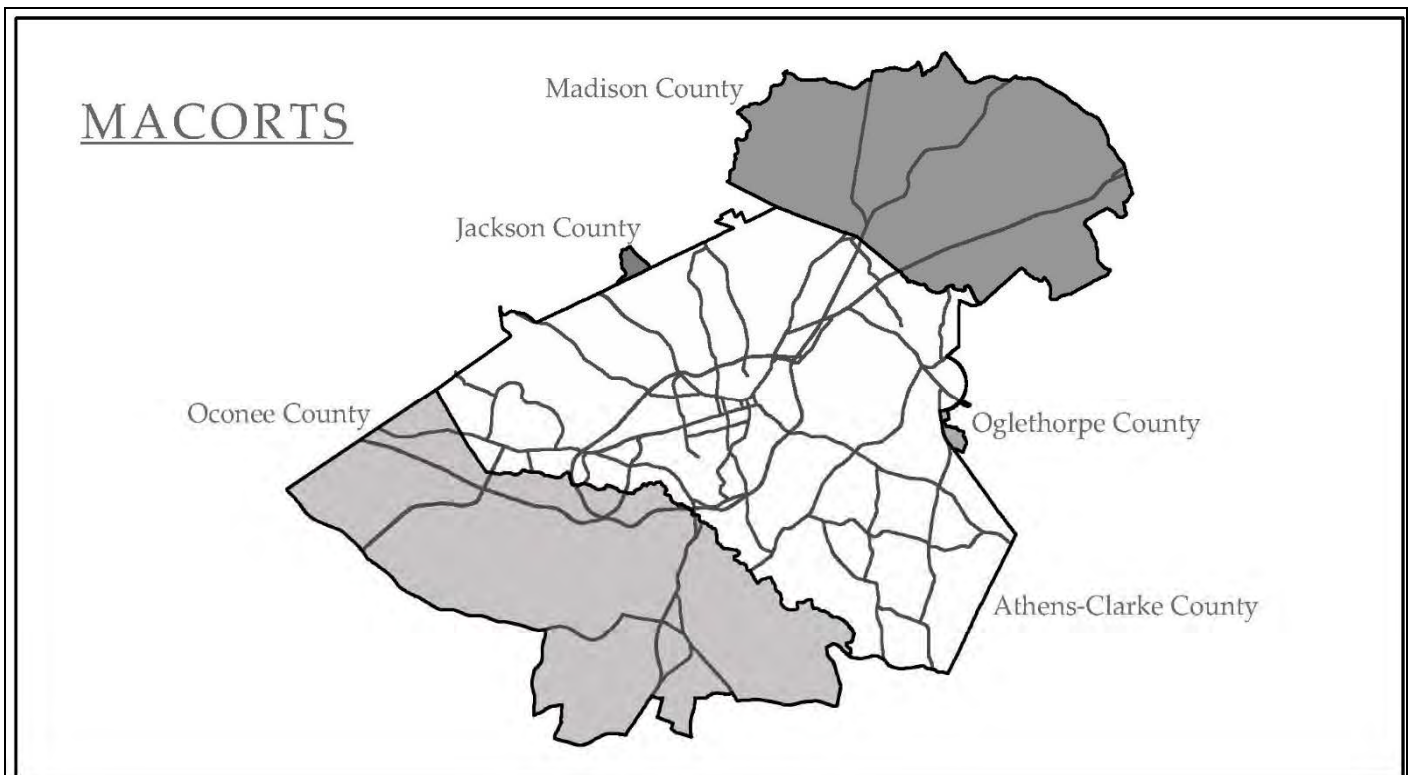 MACORTS
Madison County
Jackson County
Oconee County
Oglethorpe County
Athens-Clarke County